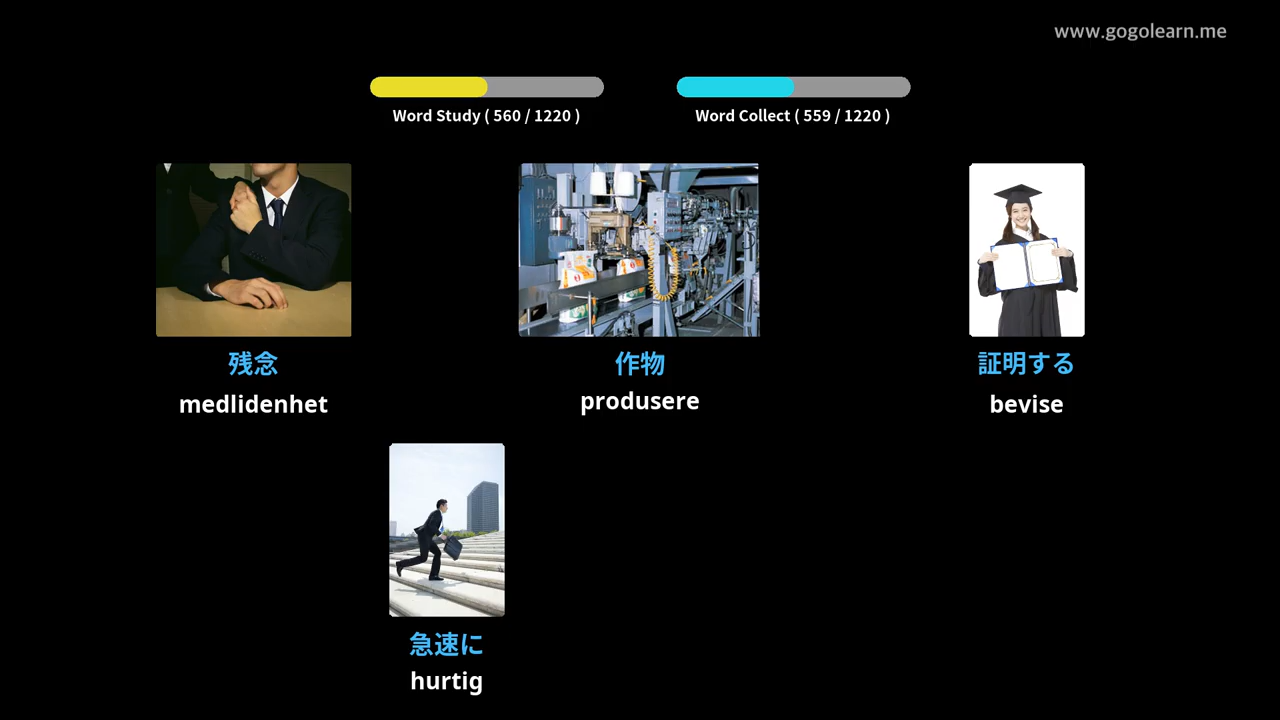 www.gogolearn.me
Word Study ( 560 / 1220 )
Word Collect ( 559 / 1220 )
残念
medlidenhet
作物
produsere
証明する
bevise
急速に
hurtig